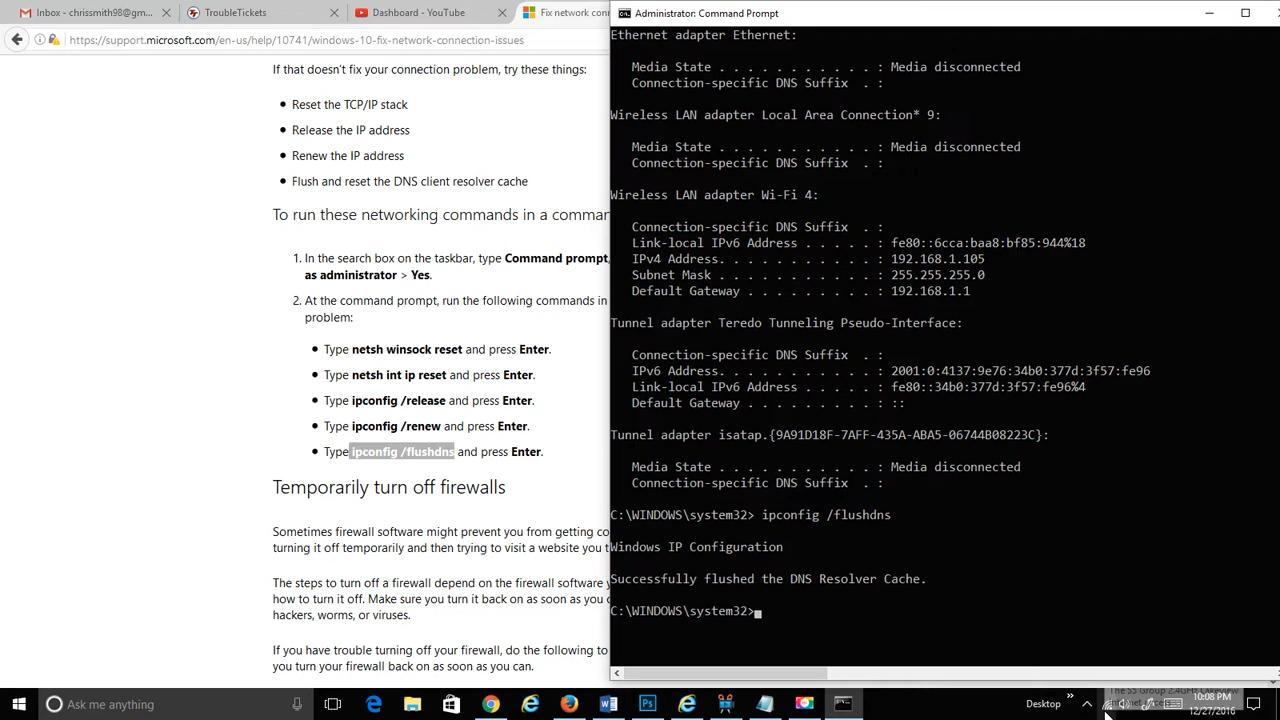 Inbox - chrissmith98@gm...
TroubleTickets
Dashboard - YouTube
Fix network con
https://support.microsoft.com/en-us/help/10741/windows-10-fix-network-connection-issues
If that doesn't fix your connection problem, try these things:
Reset the TCP/IP stack
Release the IP address
Renew the IP address
Flush and reset the DNS client resolver cache
To run these networking commands in a
1. In the search box on the taskbar, type Command prompt,
as administrator > Yes.
2. At the command prompt, run the following commands in
problem:
Type netsh winsock reset and press Enter.
Type netsh int ip reset and press Enter.
Type ipconfig /release and press Enter.
Type ipconfig /renew and press Enter.
Type ipconfig /flushdns and press Enter.
Temporarily turn off firewalls
Sometimes firewall software might prevent you from getting
turning it off temporarily and then trying to visit a website you
The steps to turn off a firewall depend on the firewall software
how to turn it off. Make sure you turn it back on as soon as you
hackers, worms, or viruses.
If you have trouble turning off your firewall, do the following to
you turn your firewall back on as soon as you can.
Administrator: Command Prompt
Ethernet adapter Ethernet:
Media State . . . . . . . . . . . : Media disconnected
Connection-specific DNS Suffix . :
Wireless LAN adapter Local Area Connection* 9:
Media State . . . . . . . . . . . : Media disconnected
Connection-specific DNS Suffix . :
Wireless LAN adapter Wi-Fi 4:
Connection-specific DNS Suffix . :
Link-local IPv6 Address . . . . . : fe80::6cca:baa8:bf85:944%18
IPv4 Address. . . . . . . . . . . : 192.168.1.105
Subnet Mask . . . . . . . . . . . : 255.255.255.0
Default Gateway . . . . . . . . . : 192.168.1.1
Tunnel adapter Teredo Tunneling Pseudo-Interface:
Connection-specific DNS Suffix . :
IPv6 Address. . . . . . . . . . . : 2001:0:4137:9e76:34b0:377d:3f57:fe96
Link-local IPv6 Address . . . . . : fe80::34b0:377d:3f57:fe96%4
Default Gateway . . . . . . . . . : ::
Tunnel adapter isatap.{9A91D18F-7AFF-435A-ABA5-06744B08223C}:
Media State . . . . . . . . . . . : Media disconnected
Connection-specific DNS Suffix . :
C:\WINDOWS\system32> ipconfig /flushdns
Windows IP Configuration
Successfully flushed the DNS Resolver Cache.
C:\WINDOWS\system32>
Ask me anything
Desktop
10:08 PM
12/27/2016